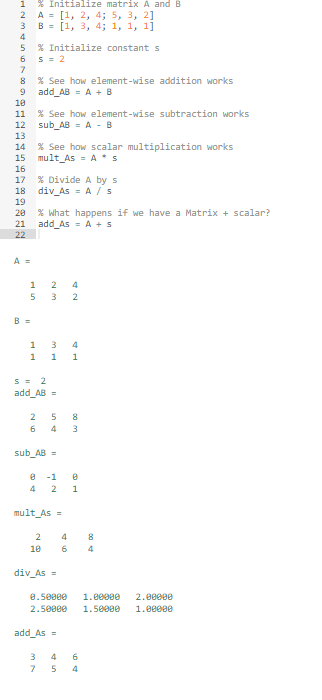 1 % Initialize matrix A and B
2 A = [1, 2, 4; 5, 3, 2]
3 B = [1, 3, 4; 1, 1, 1]
4
5 % Initialize constant s
6 s = 2
7
8 % See how element-wise addition works
9 add_AB = A + B
10
11 % See how element-wise subtraction works
12 sub_AB = A - B
13
14 % See how scalar multiplication works
15 mult_As = A * s
16
17 % Divide A by s
18 div_As = A / s
19
20 % What happens if we have a Matrix + scalar?
21 add_As = A + s
22
A =
1 2 4
5 3 2
B =
1 3 4
1 1 1
s = 2
add_AB =
2 5 8
6 4 3
sub_AB =
0 -1 0
4 2 1
mult_As =
2 4 8
10 6 4
div_As =
0.50000 1.00000 2.00000
2.50000 1.50000 1.00000
add_As =
3 4 6
7 5 4